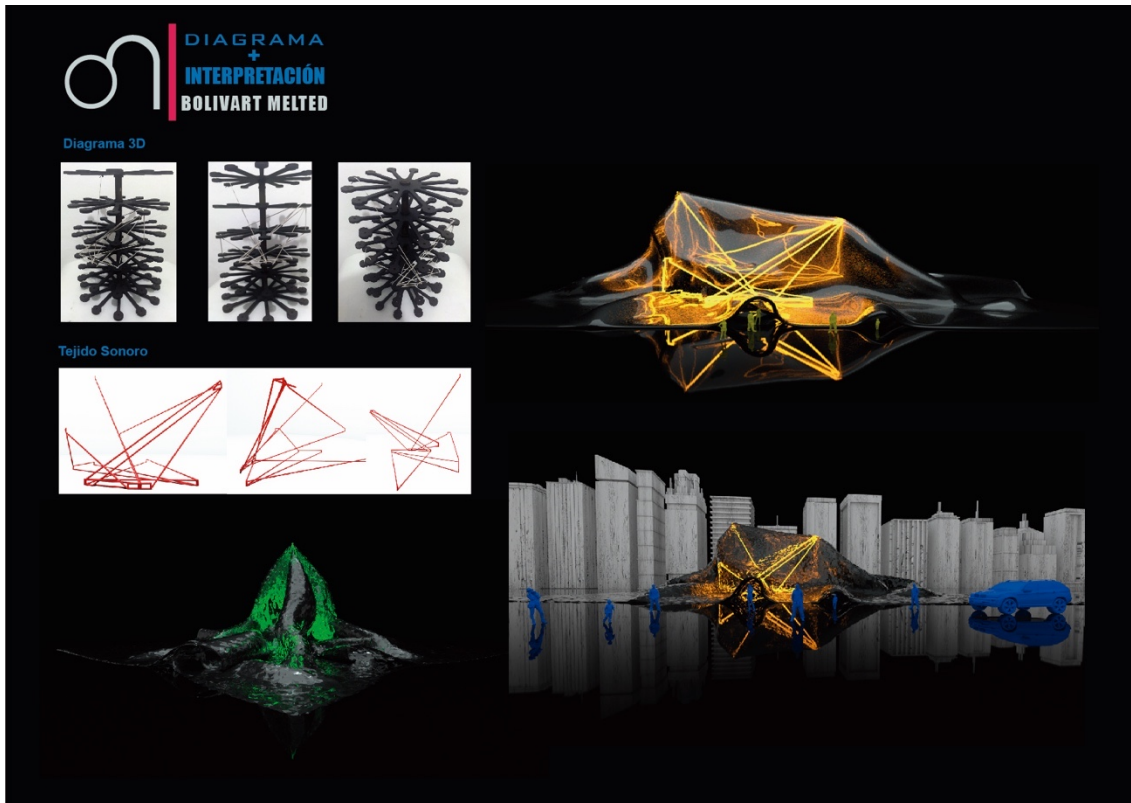 DIAGRAMA
+
INTERPRETACIÓN
BOLIVART MELTED
Diagrama 3D
Tejido Sonoro